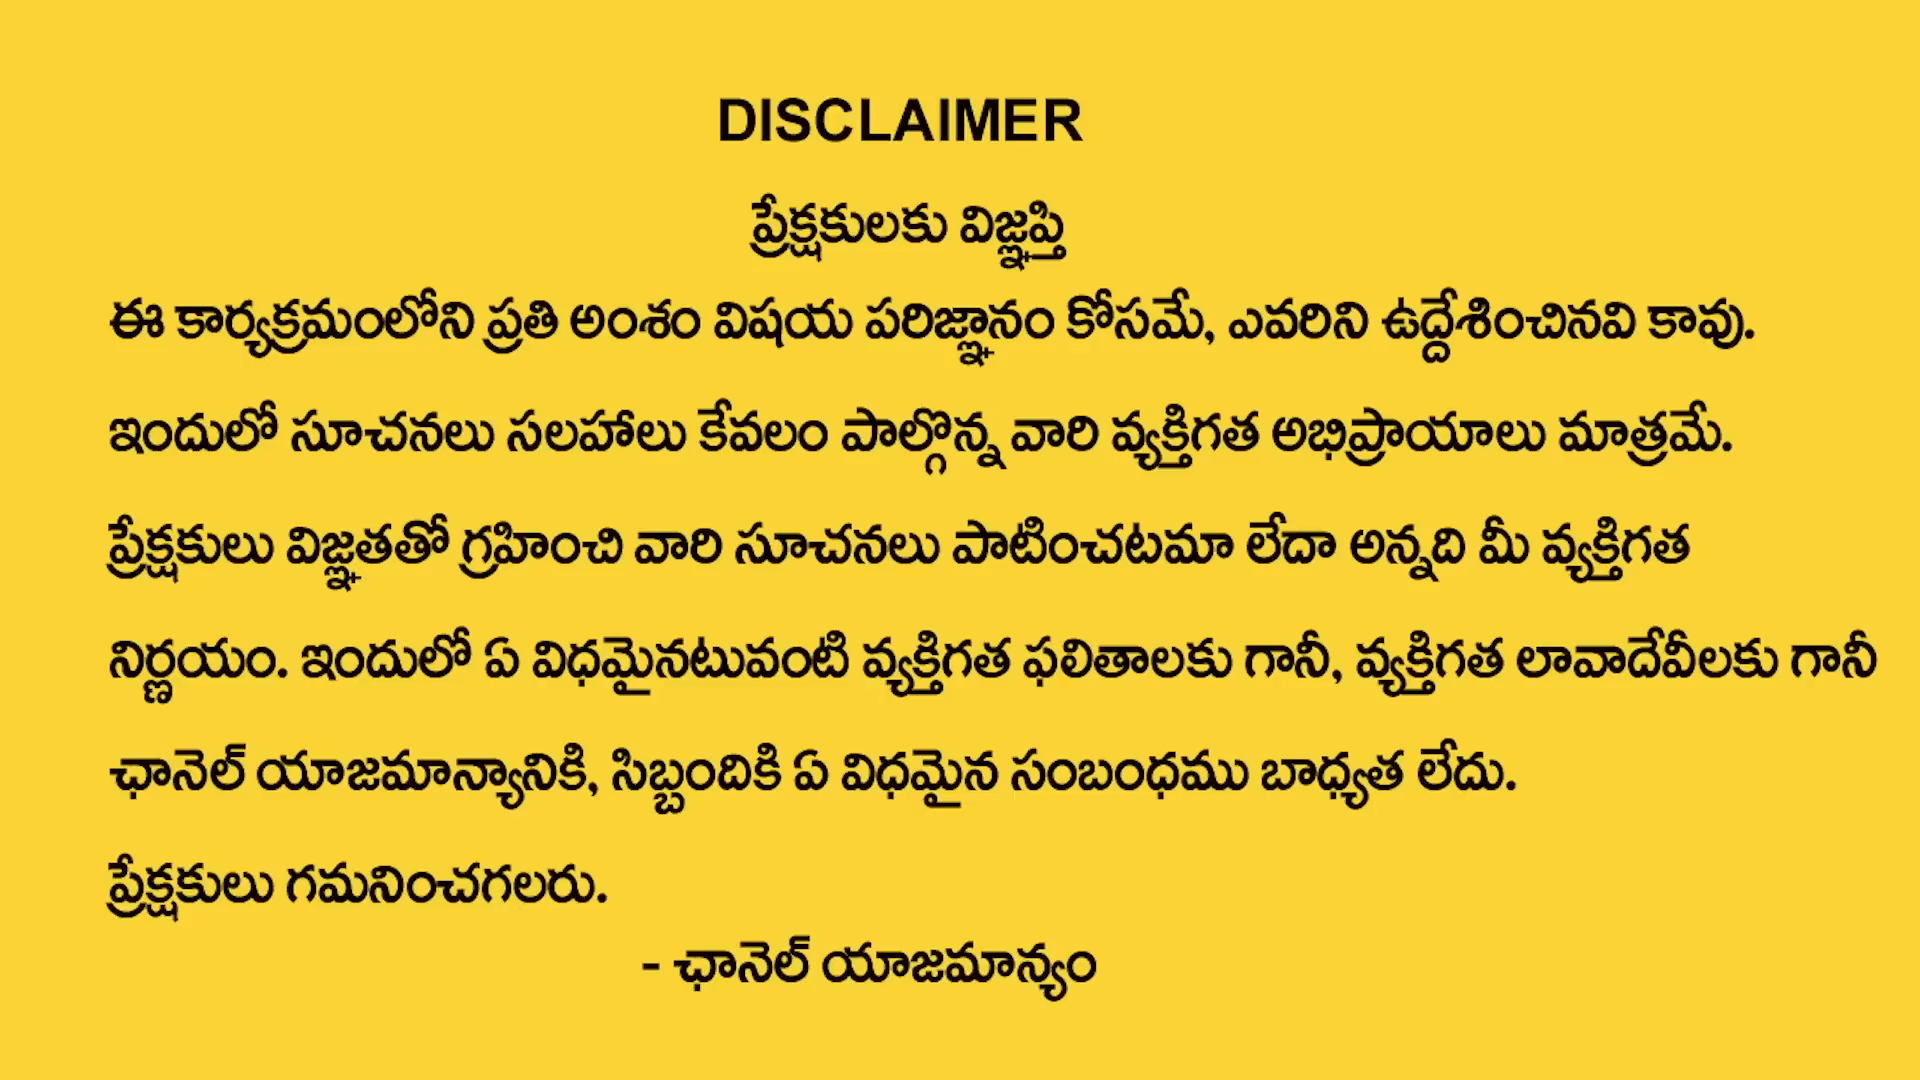 DISCLAIMER
ప్రేక్షకులకు విజ్ఞప్తి
ఈ కార్యక్రమంలోని ప్రతి అంశం విషయ పరిజ్ఞానం కోసమే, ఎవరిని ఉద్దేశించినవి కావు.
ఇందులో సూచనలు సలహాలు కేవలం పాల్గొన్న వారి వ్యక్తిగత అభిప్రాయాలు మాత్రమే.
ప్రేక్షకులు విజ్ఞతతో గ్రహించి వారి సూచనలు పాటించటమా లేదా అన్నది మీ వ్యక్తిగత
నిర్ణయం. ఇందులో ఏ విధమైనటువంటి వ్యక్తిగత ఫలితాలకు గానీ, వ్యక్తిగత లావాదేవీలకు గానీ
ఛానెల్ యాజమాన్యానికి, సిబ్బందికి ఏ విధమైన సంబంధము బాధ్యత లేదు.
ప్రేక్షకులు గమనించగలరు.
- ఛానెల్ యాజమాన్యం